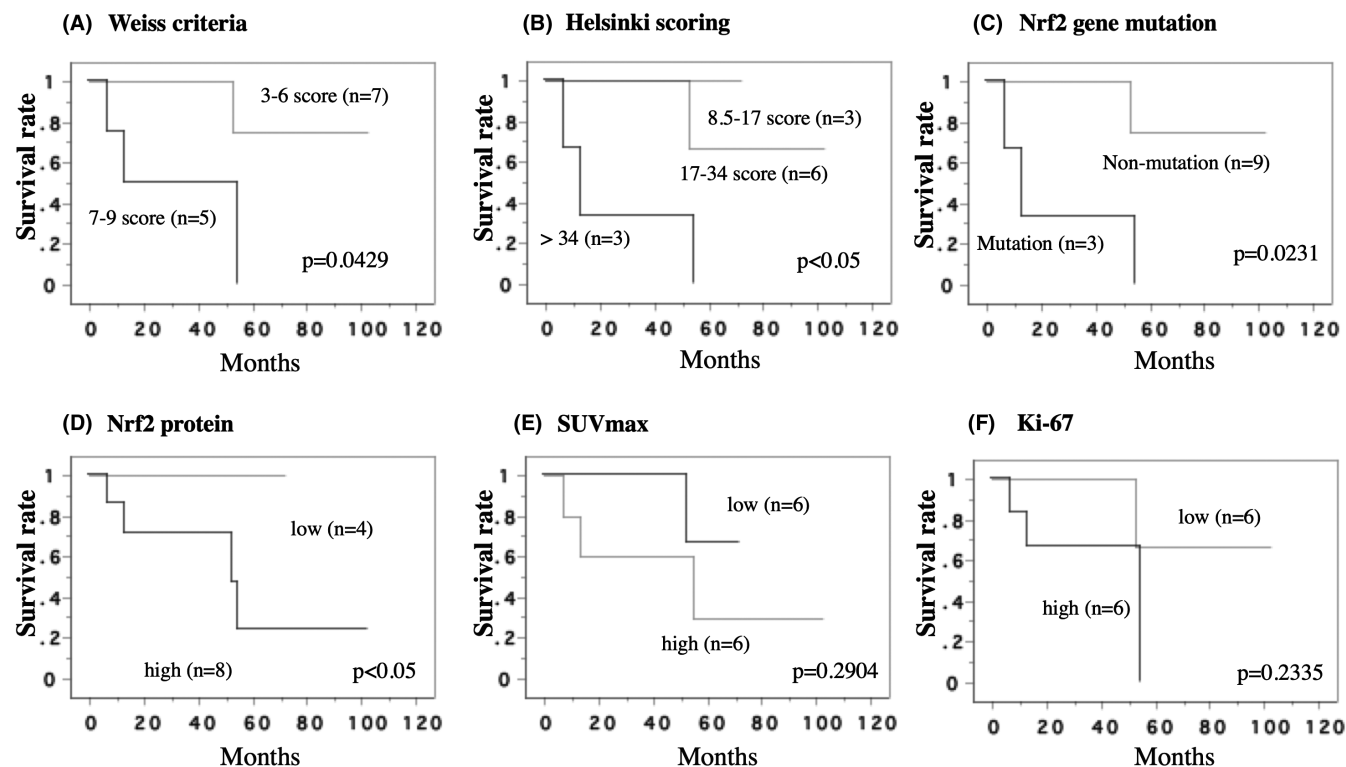 (A) Weiss criteria
Survival rate
1
.8
.6
.4
.2
0
3-6 score (n=7)
7-9 score (n=5)
p=0.0429
0 20 40 60 80 100 120
Months
(B) Helsinki scoring
Survival rate
1
.8
.6
.4
.2
0
8.5-17 score (n=3)
17-34 score (n=6)
> 34 (n=3)
p<0.05
0 20 40 60 80 100 120
Months
(C) Nrf2 gene mutation
Survival rate
1
.8
.6
.4
.2
0
Non-mutation (n=9)
Mutation (n=3)
p=0.0231
0 20 40 60 80 100 120
Months
(D) Nrf2 protein
Survival rate
1
.8
.6
.4
.2
0
low (n=4)
high (n=8)
p<0.05
0 20 40 60 80 100 120
Months
(E) SUVmax
Survival rate
1
.8
.6
.4
.2
0
low (n=6)
high (n=6)
p=0.2904
0 20 40 60 80 100 120
Months
(F) Ki-67
Survival rate
1
.8
.6
.4
.2
0
low (n=6)
high (n=6)
p=0.2335
0 20 40 60 80 100 120
Months